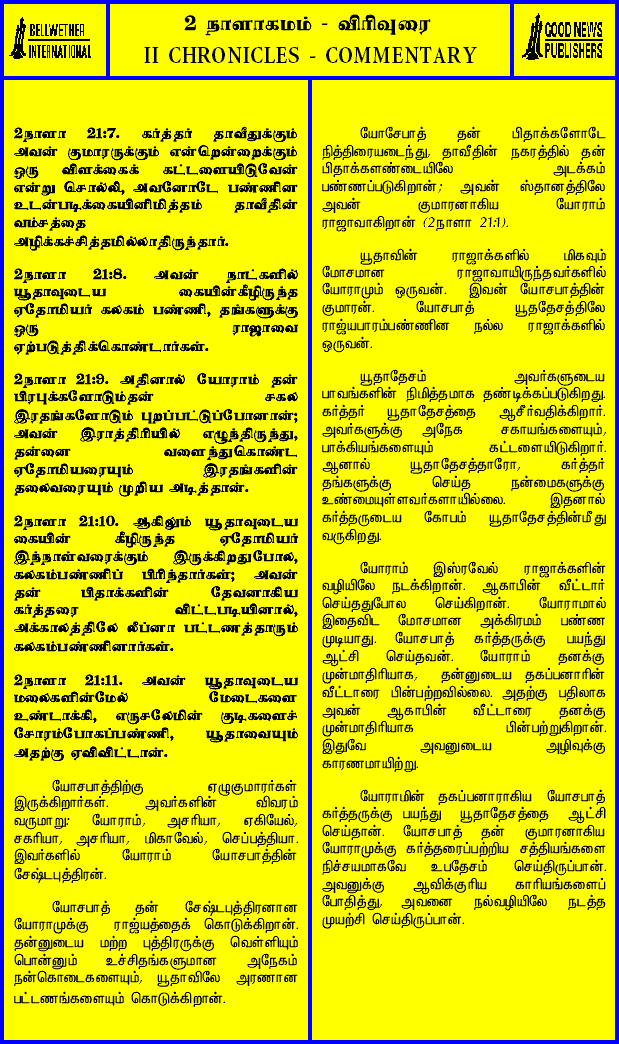 BELLWETHER
INTERNATIONAL
2 நாளாகமம் - விரிவுரை
II CHRONICLES - COMMENTARY
GOOD NEWS
PUBLISHERS
2நாளா 21:7. கர்த்தர் தாவீதுக்கும்
அவன் குமாரருக்கும் என்றென்றைக்கும்
ஒரு விளக்கைக் கட்டளையிடுவேன்
என்று சொல்லி, அவனோடே பண்ணின
உடன்படிக்கையினிமித்தம் தாவீதின்
வம்சத்தை
அழிக்கச்சித்தமில்லாதிருந்தார்.
2நாளா 21:8. அவன் நாட்களில்
யூதாவுடைய கையின்கீழிருந்த
ஏதோமியர் கலகம் பண்ணி, தங்களுக்கு
ஒரு ராஜாவை
ஏற்படுத்திக்கொண்டார்கள்.
2நாளா 21:9. அதினால் யோராம் தன்
பிரபுக்களோடும்தன் சகல
இரதங்களோடும் புறப்பட்டுப்போனான்;
அவன் இராத்திரியில் எழுந்திருந்து,
தன்னை வளைந்துகொண்ட
ஏதோமியரையும் இரதங்களின்
தலைவரையும் முறிய அடித்தான்.
2நாளா 21:10. ஆகிலும் யூதாவுடைய
கையின் கீழிருந்த ஏதோமியர்
இந்நாள்வரைக்கும் இருக்கிறதுபோல,
கலகம்பண்ணிப் பிரிந்தார்கள்; அவன்
தன் பிதாக்களின் தேவனாகிய
கர்த்தரை விட்டபடியினால்,
அக்காலத்திலே லீப்னா பட்டணத்தாரும்
கலகம்பண்ணினார்கள்.
2நாளா 21:11. அவன் யூதாவுடைய
மலைகளின்மேல் மேடைகளை
உண்டாக்கி, எருசலேமின் குடிகளைச்
சோரம்போகப்பண்ணி, யூதாவையும்
அதற்கு ஏவிவிட்டான்.
யோசபாத்திற்கு ஏழுகுமாரர்கள்
இருக்கிறார்கள். அவர்களின் விவரம்
வருமாறு: யோராம், அசரியா, ஏகியேல்,
சகரியா, அசரியா, மிகாவேல், செப்பத்தியா.
இவர்களில் யோராம் யோசபாத்தின்
சேஷ்டபுத்திரன்.
யோசபாத் தன் சேஷ்டபுத்திரனான
யோராமுக்கு ராஜ்யத்தைக் கொடுக்கிறான்.
தன்னுடைய மற்ற புத்திரருக்கு வெள்ளியும்
பொன்னும் உச்சிதங்களுமான அநேகம்
நன்கொடைகளையும், யூதாவிலே அரணான
பட்டணங்களையும் கொடுக்கிறான்.
யோசேபாத் தன் பிதாக்களோடே
நித்திரையடைந்து, தாவீதின் நகரத்தில் தன்
பிதாக்களண்டையிலே அடக்கம்
பண்ணப்படுகிறான்; அவன் ஸ்தானத்திலே
அவன் குமாரனாகிய யோராம்
ராஜாவாகிறான் (2நாளா 21:1).
யூதாவின் ராஜாக்களில் மிகவும்
மோசமான ராஜாவாயிருந்தவர்களில்
யோராமும் ஒருவன். இவன் யோசபாத்தின்
குமாரன். யோசபாத் யூததேசத்திலே
ராஜ்யபாரம்பண்ணின நல்ல ராஜாக்களில்
ஒருவன்.
யூதாதேசம் அவர்களுடைய
பாவங்களின் நிமித்தமாக தண்டிக்கப்படுகிறது.
கர்த்தர் யூதாதேசத்தை ஆசீர்வதிக்கிறார்.
அவர்களுக்கு அநேக சகாயங்களையும்,
பாக்கியங்களையும் கட்டளையிடுகிறார்.
ஆனால் யூதாதேசத்தாரோ, கர்த்தர்
தங்களுக்கு செய்த நன்மைகளுக்கு
உண்மையுள்ளவர்களாயில்லை. இதனால்
கர்த்தருடைய கோபம் யூதாதேசத்தின்மீது
வருகிறது.
யோராம் இஸ்ரவேல் ராஜாக்களின்
வழியிலே நடக்கிறான். ஆகாபின் வீட்டார்
செய்ததுபோல செய்கிறான். யோராமால்
இதைவிட மோசமான அக்கிரமம் பண்ண
முடியாது. யோசபாத் கர்த்தருக்கு பயந்து
ஆட்சி செய்தவன். யோராம் தனக்கு
முன்மாதிரியாக, தன்னுடைய தகப்பனாரின்
வீட்டாரை பின்பற்றவில்லை. அதற்கு பதிலாக
அவன் ஆகாபின் வீட்டாரை தனக்கு
முன்மாதிரியாக பின்பற்றுகிறான்.
இதுவே அவனுடைய அழிவுக்கு
காரணமாயிற்று.
யோராமின் தகப்பனாராகிய யோசபாத்
கர்த்தருக்கு பயந்து யூதாதேசத்தை ஆட்சி
செய்தான். யோசபாத் தன் குமாரனாகிய
யோராமுக்கு கர்த்தரைப்பற்றிய சத்தியங்களை
நிச்சயமாகவே உபதேசம் செய்திருப்பான்.
அவனுக்கு ஆவிக்குரிய காரியங்களைப்
போதித்து, அவனை நல்வழியிலே நடத்த
முயற்சி செய்திருப்பான்.